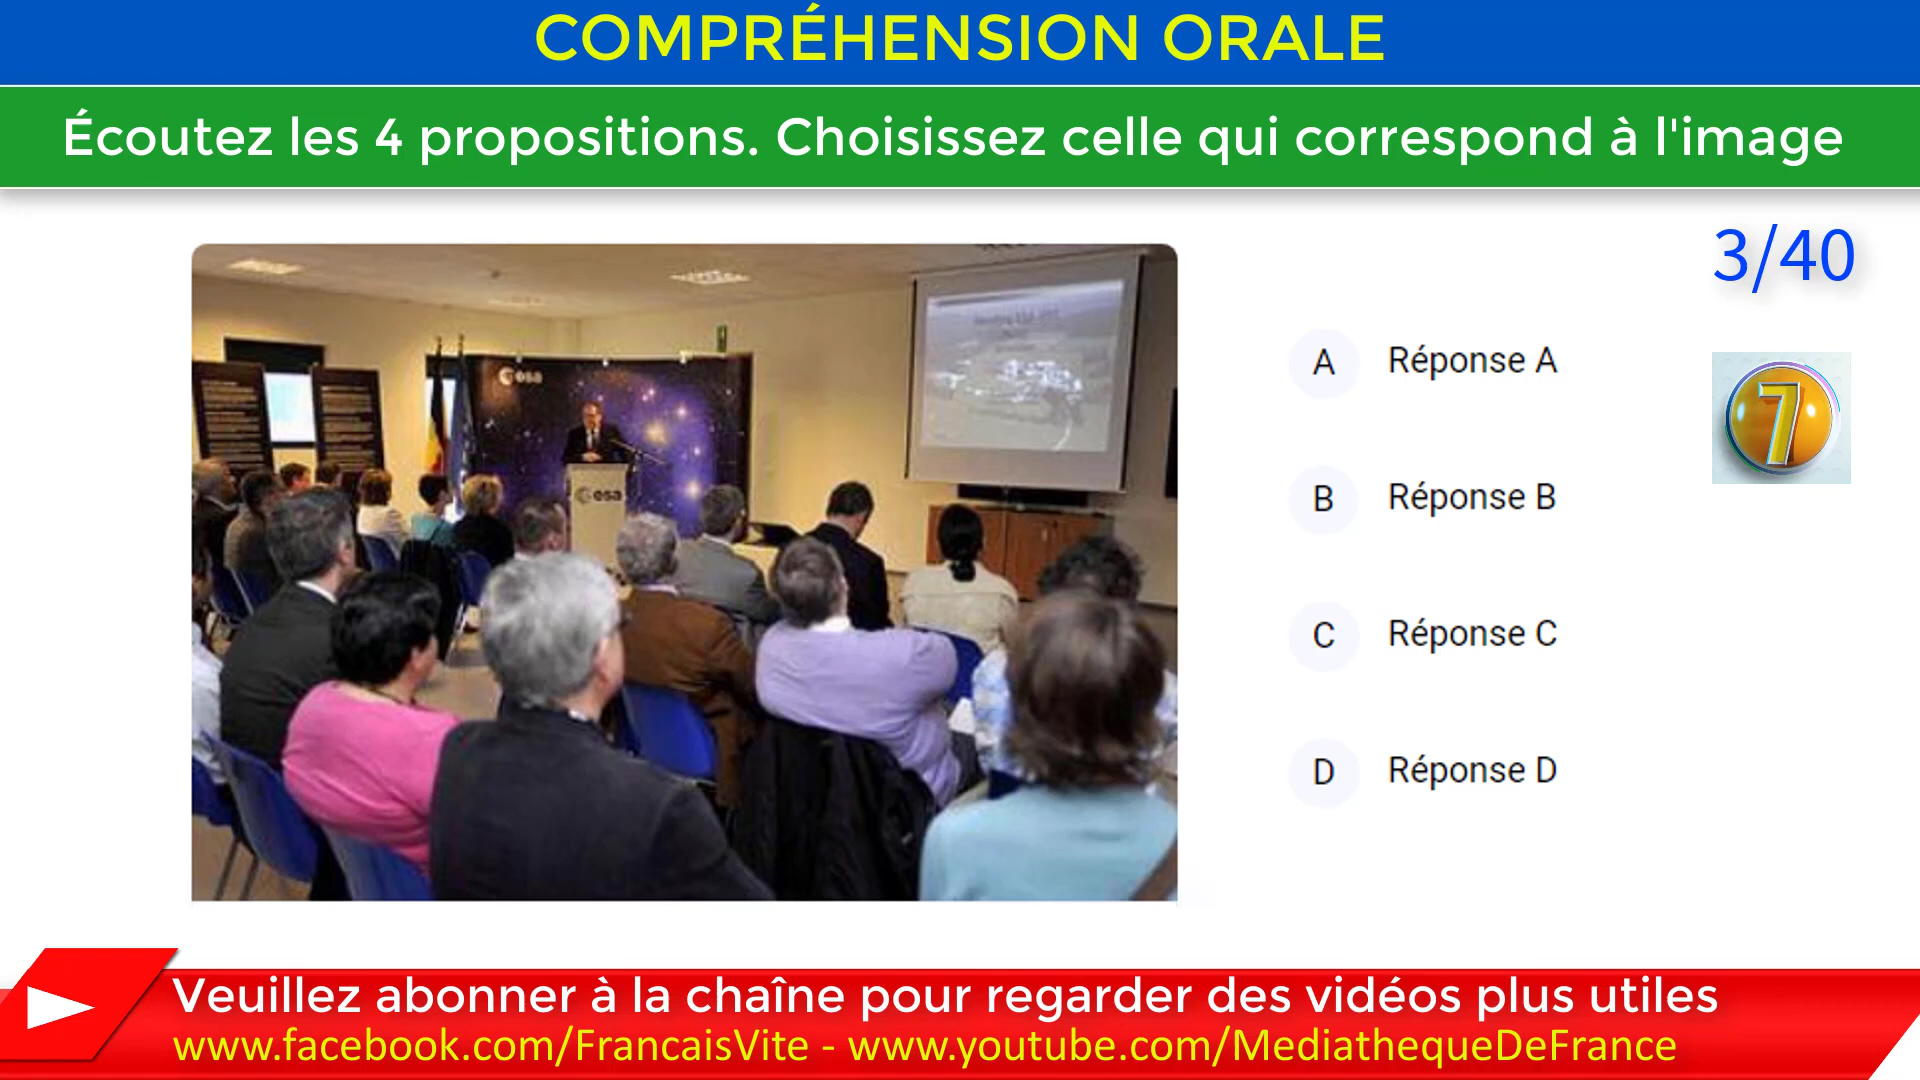 COMPRÉHENSION ORALE
Écoutez les 4 propositions. Choisissez celle qui correspond à l'image
3/40
esa
esa
A Réponse A
7
B Réponse B
C Réponse C
D Réponse D
Veuillez abonner à la chaîne pour regarder des vidéos plus utiles
www.facebook.com/FrancaisVite - www.youtube.com/MediathequeDeFrance